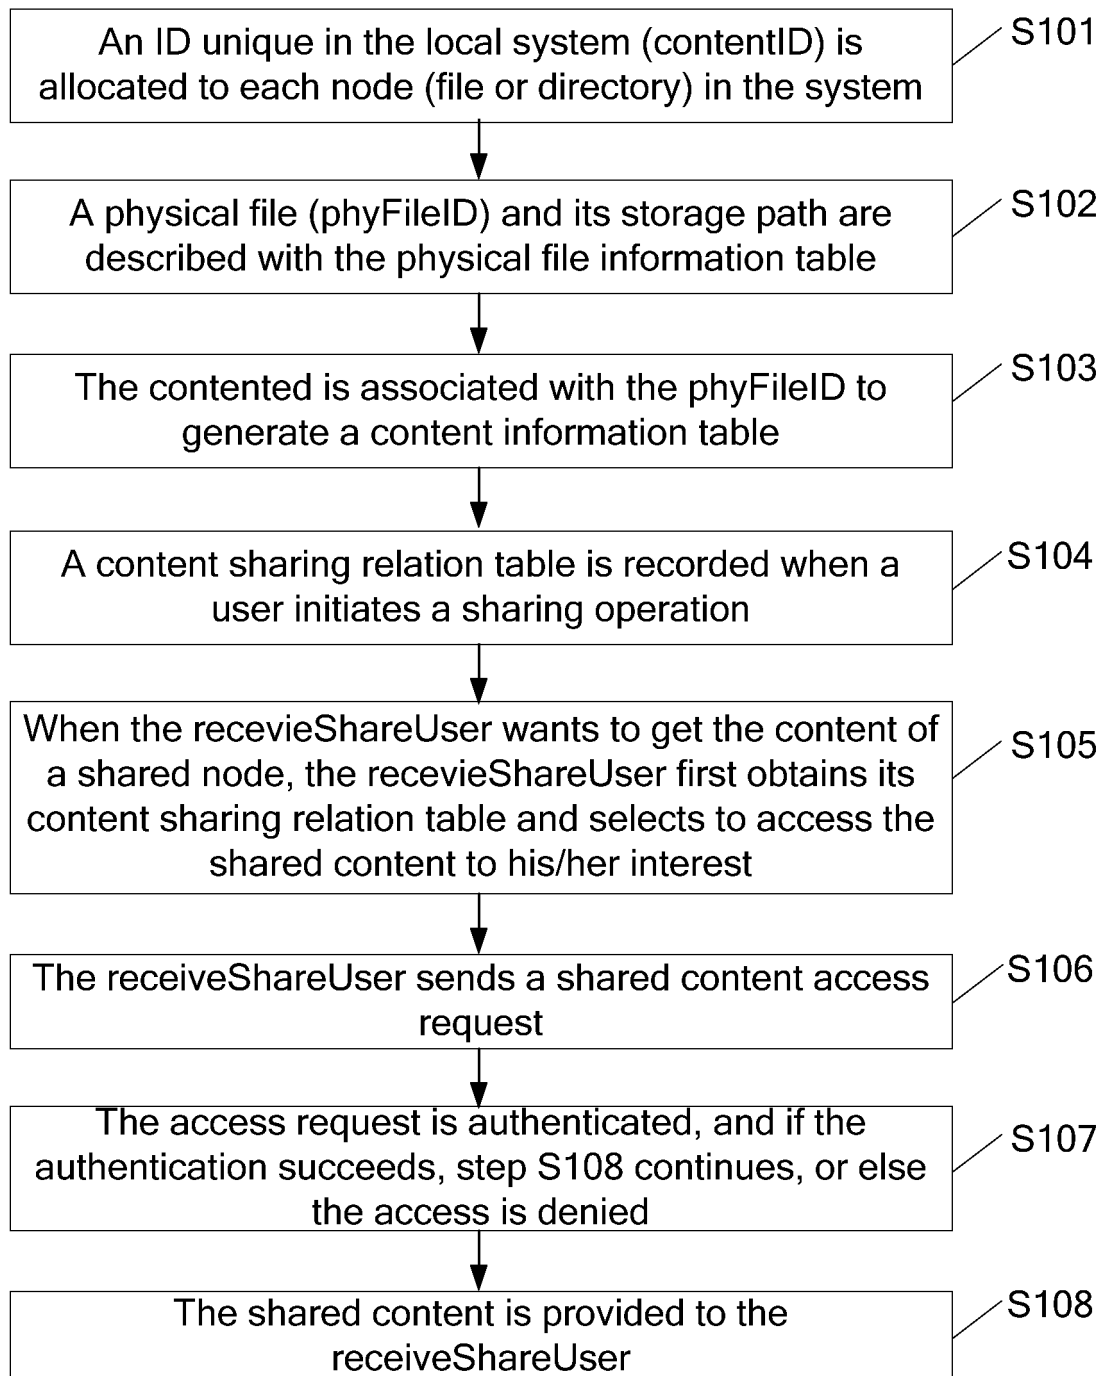 An ID unique in the local system (contentID) is
allocated to each node (file or directory) in the system
S101
A physical file (phyFileID) and its storage path are
described with the physical file information table
S102
The contented is associated with the phyFileID to
generate a content information table
S103
A content sharing relation table is recorded when a
user initiates a sharing operation
S104
When the recevieShareUser wants to get the content of
a shared node, the recevieShareUser first obtains its
content sharing relation table and selects to access the
shared content to his/her interest
S105
The receiveShareUser sends a shared content access
request
S106
The access request is authenticated, and if the
authentication succeeds, step S108 continues, or else
the access is denied
S107
The shared content is provided to the
receiveShareUser
S108